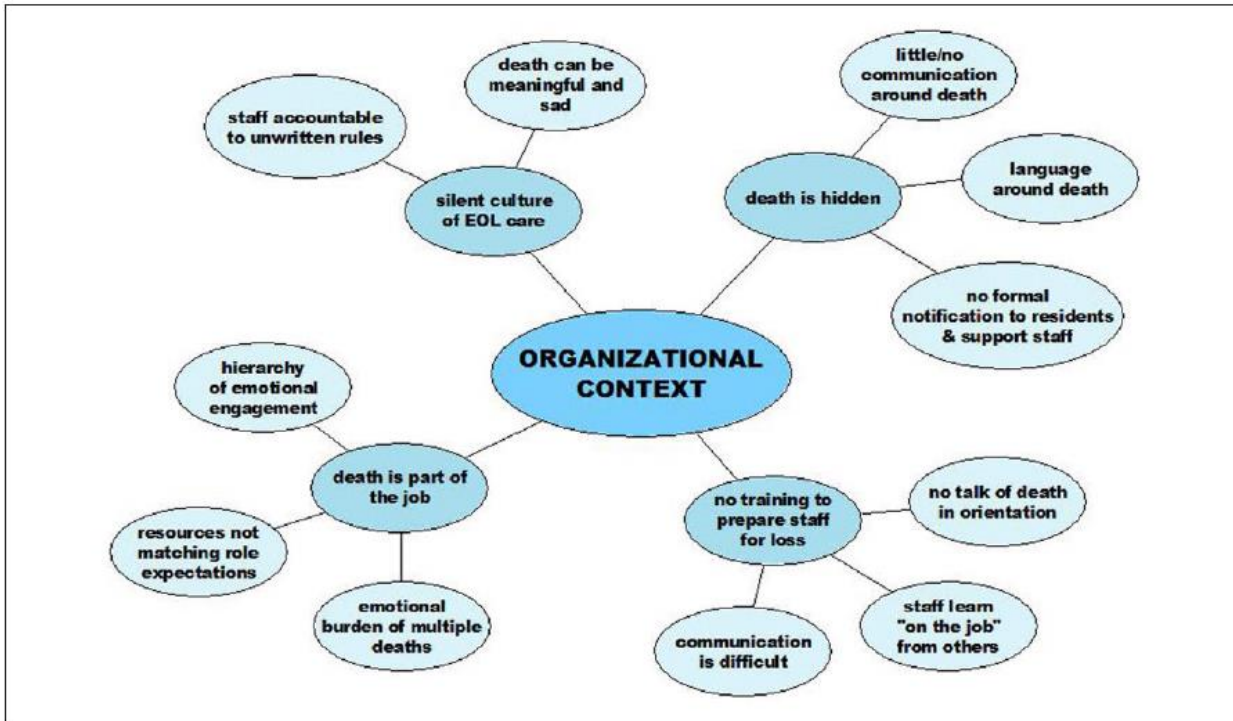 death can be
meaningful and
sad
staff accountable
to unwritten rules
silent culture
of EOL care
little/no
communication
around death
language
around death
death is hidden
no formal
notification to residents
& support staff
ORGANIZATIONAL
CONTEXT
hierarchy
of emotional
engagement
death is part of
the job
resources not
matching role
expectations
emotional
burden of multiple
deaths
no training to
prepare staff
for loss
no talk of death
in orientation
staff learn
"on the job"
from others
communication
is difficult